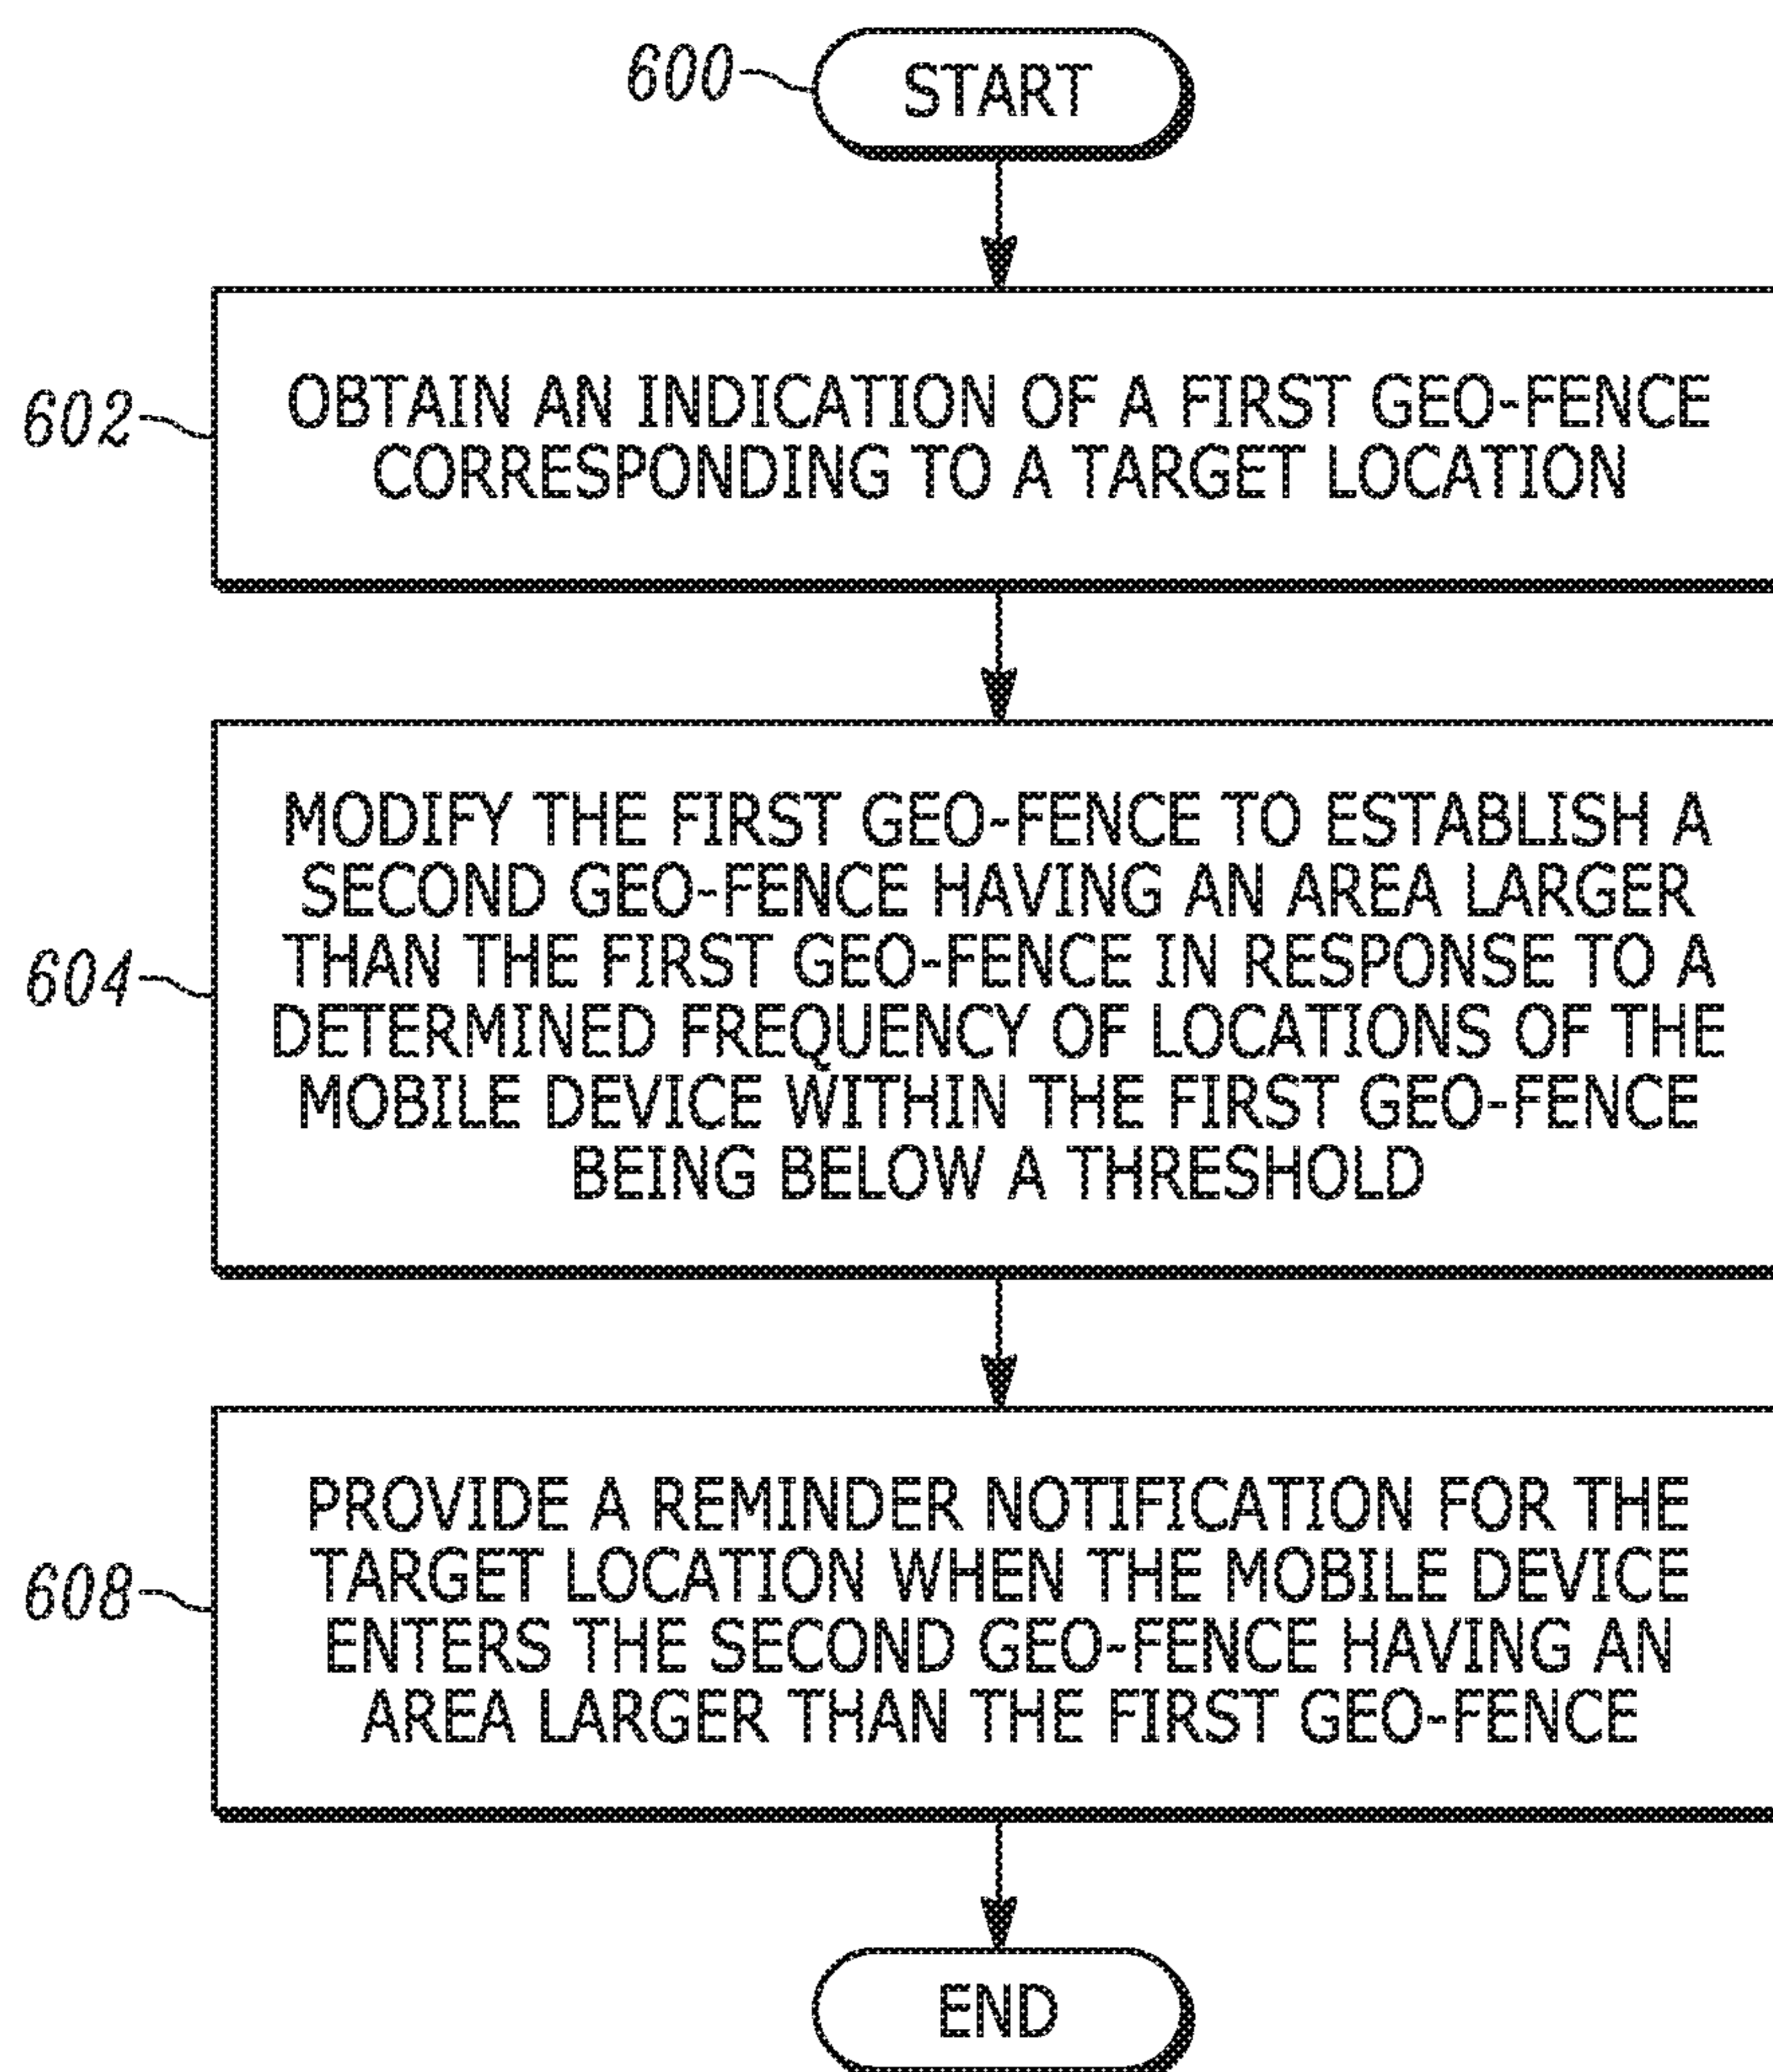 600 START
602 OBTAIN AN INDICATION OF A FIRST GEO-FENCE
CORRESPONDING TO A TARGET LOCATION
MODIFY THE FIRST GEO-FENCE TO ESTABLISH A
SECOND GEO-FENCE HAVING AN AREA LARGER
604 THAN THE FIRST GEO-FENCE IN RESPONSE TO A
DETERMINED FREQUENCY OF LOCATIONS OF THE
MOBILE DEVICE WITHIN THE FIRST GEO-FENCE
BEING BELOW A THRESHOLD
PROVIDE A REMINDER NOTIFICATION FOR THE
608 TARGET LOCATION WHEN THE MOBILE DEVICE
ENTERS THE SECOND GEO-FENCE HAVING AN
AREA LARGER THAN THE FIRST GEO-FENCE
END